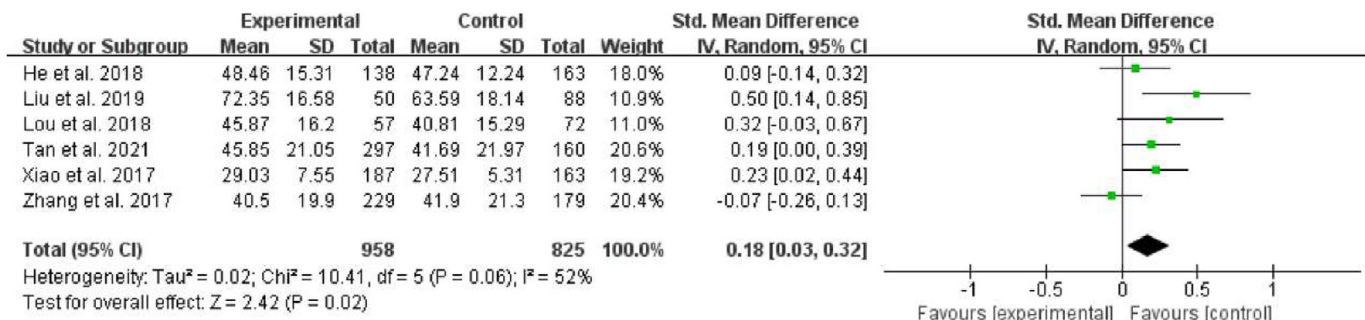 Experimental Control Std. Mean Difference Std. Mean Difference
Study or Subgroup Mean SD Total Mean SD Total Weight IV, Random, 95% CI IV, Random, 95% CI
He et al. 2018 48.46 15.31 138 47.24 12.24 163 18.0% 0.09 [-0.14, 0.32]
Liu et al. 2019 72.35 16.58 50 63.59 18.14 88 10.9% 0.50 [0.14, 0.85]
Lou et al. 2018 45.87 16.2 57 40.81 15.29 72 11.0% 0.32 [-0.03, 0.67]
Tan et al. 2021 45.85 21.05 297 41.69 21.97 160 20.6% 0.19 [0.00, 0.39]
Xiao et al. 2017 29.03 7.55 187 27.51 5.31 163 19.2% 0.23 [0.02, 0.44]
Zhang et al. 2017 40.5 19.9 229 41.9 21.3 179 20.4% -0.07 [-0.26, 0.13]
Total (95% CI) 958 825 100.0% 0.18 [0.03, 0.32]
Heterogeneity: Tau² = 0.02; Chi² = 10.41, df = 5 (P = 0.06); I² = 52%
Test for overall effect: Z = 2.42 (P = 0.02)
-1 -0.5 0 0.5 1
Favours [experimental] Favours [control]